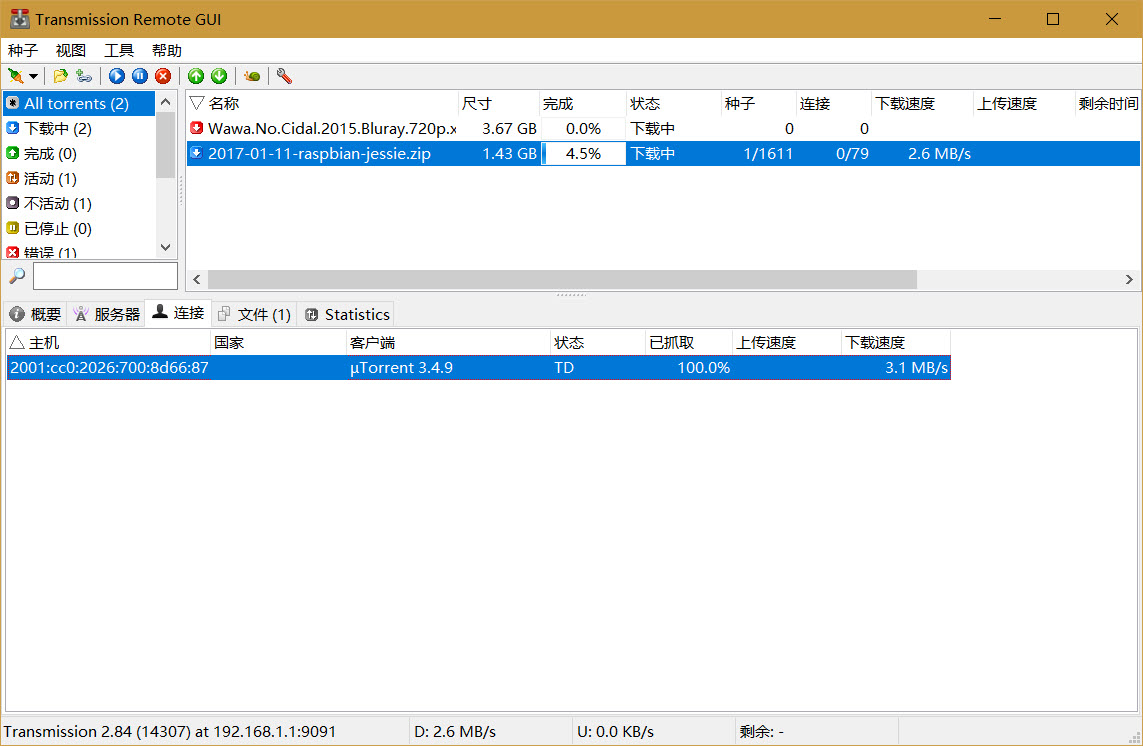 Transmission Remote GUI
种子 视图 工具 帮助
All torrents (2)
下载中 (2)
完成 (0)
活动 (1)
不活动 (1)
已停止 (0)
错误 (1)
名称 尺寸 完成 状态 种子 连接 下载速度 上传速度 剩余时间
Wawa.No.Cidal.2015.Bluray.720p.x 3.67 GB 0.0% 下载中 0 0
2017-01-11-raspbian-jessie.zip 1.43 GB 4.5% 下载中 1/1611 0/79 2.6 MB/s
概要 服务器 连接 文件 (1) Statistics
主机 国家 客户端 状态 已抓取 上传速度 下载速度
2001:cc0:2026:700:8d66:87 µTorrent 3.4.9 TD 100.0% 3.1 MB/s
Transmission 2.84 (14307) at 192.168.1.1:9091 D: 2.6 MB/s U: 0.0 KB/s 剩余: -